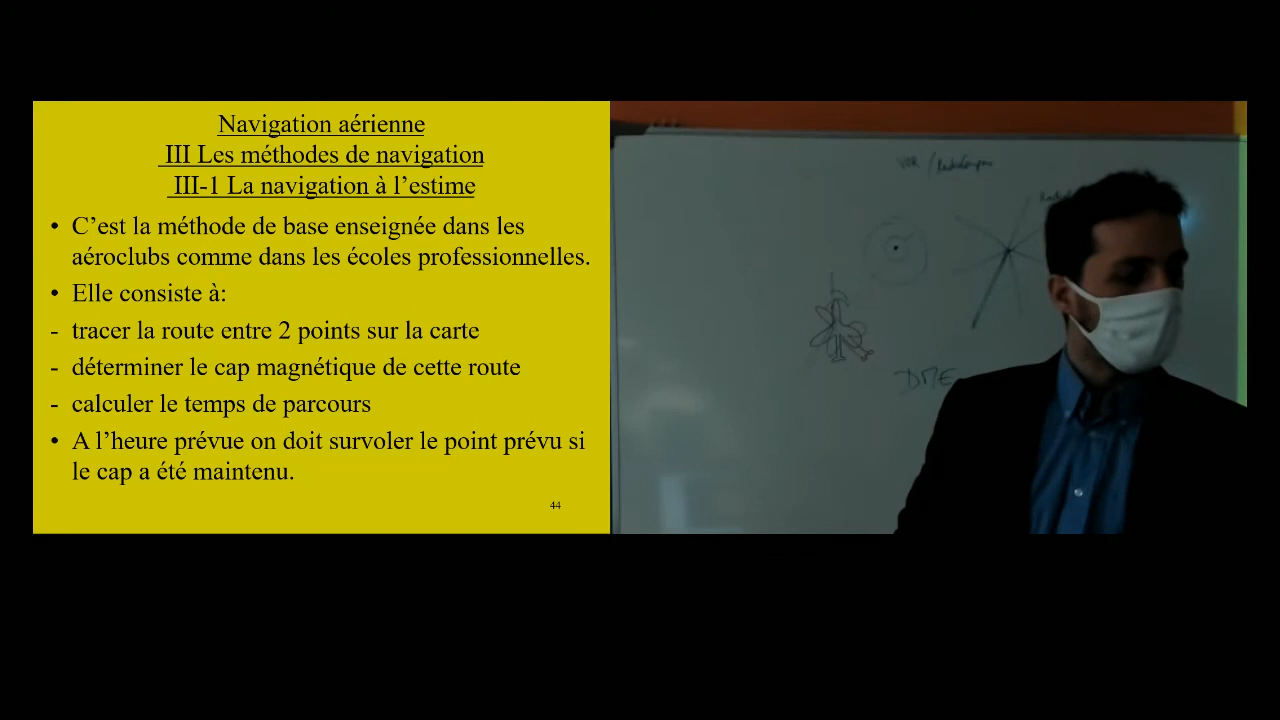 Navigation aérienne
III Les méthodes de navigation
III-1 La navigation à l’estime
• C’est la méthode de base enseignée dans les
aéroclubs comme dans les écoles professionnelles.
• Elle consiste à:
- tracer la route entre 2 points sur la carte
- déterminer le cap magnétique de cette route
- calculer le temps de parcours
• A l’heure prévue on doit survoler le point prévu si
le cap a été maintenu.
44
VOR /
DME